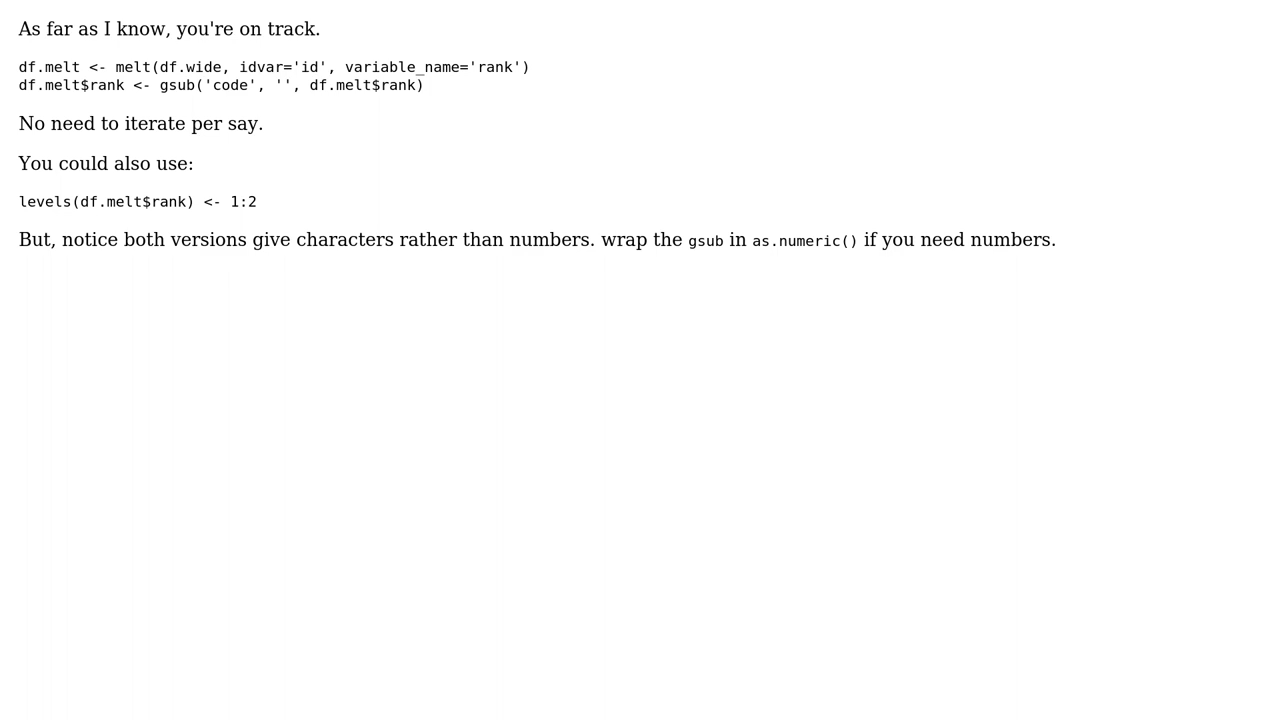 As far as I know, you're on track.
df.melt <- melt(df.wide, idvar='id', variable_name='rank')
df.melt$rank <- gsub('code', '', df.melt$rank)
No need to iterate per say.
You could also use:
levels(df.melt$rank) <- 1:2
But, notice both versions give characters rather than numbers. wrap the gsub in as.numeric() if you need numbers.